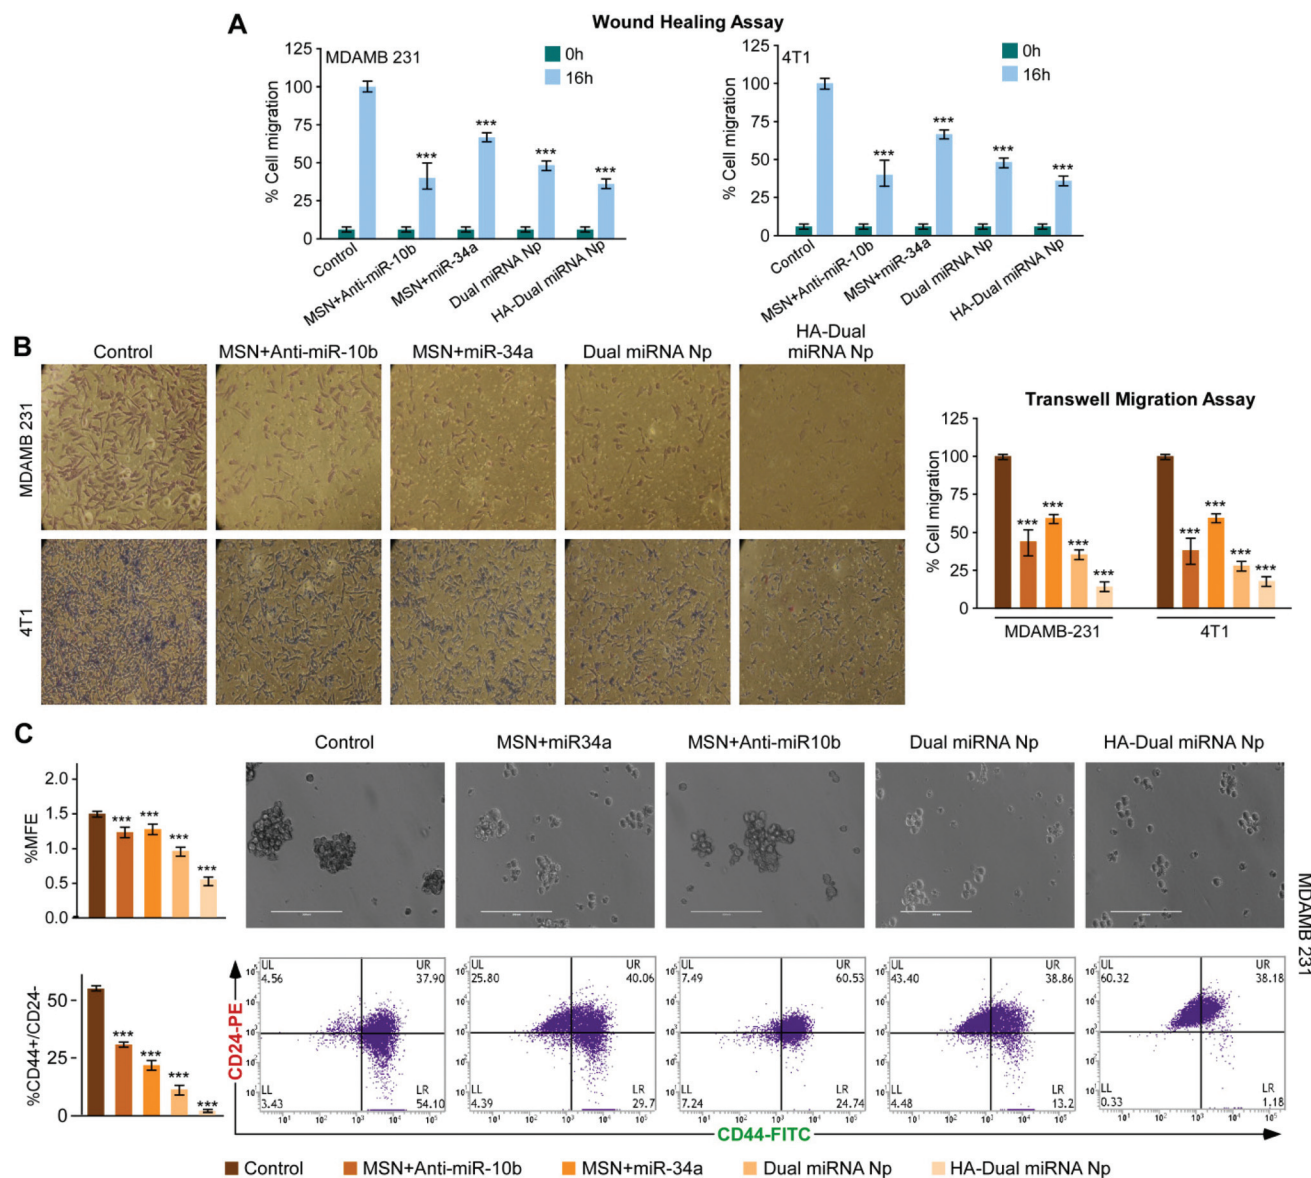 A
Wound Healing Assay
MDAMB 231
0h
16h
% Cell migration
125
100
75
50
25
0
***
***
***
***
Control
MSN+Anti-miR-10b
MSN+miR-34a
Dual miRNA Np
HA-Dual miRNA Np
4T1
0h
16h
% Cell migration
125
100
75
50
25
0
***
***
***
***
Control
MSN+Anti-miR-10b
MSN+miR-34a
Dual miRNA Np
HA-Dual miRNA Np
B
Control
MSN+Anti-miR-10b
MSN+miR-34a
Dual miRNA Np
HA-Dual
miRNA Np
MDAMB 231
4T1
Transwell Migration Assay
% Cell migration
125
100
75
50
25
0
***
***
***
***
***
***
***
***
MDAMB-231
4T1
C
Control
MSN+miR34a
MSN+Anti-miR10b
Dual miRNA Np
HA-Dual miRNA Np
%MFE
2.0
1.5
1.0
0.5
0.0
***
***
***
***
MDAMB 231
%CD44+/CD24-
50
25
0
***
***
***
***
CD24-PE
UL
4.56
UR
37.90
LL
3.43
LR
54.10
UL
25.80
UR
40.06
LL
4.39
LR
29.7
UL
7.49
UR
60.53
LL
7.24
LR
24.74
UL
43.40
UR
38.86
LL
4.48
LR
13.2
UL
60.32
UR
38.18
LL
0.33
LR
1.18
CD44-FITC
Control
MSN+Anti-miR-10b
MSN+miR-34a
Dual miRNA Np
HA-Dual miRNA Np